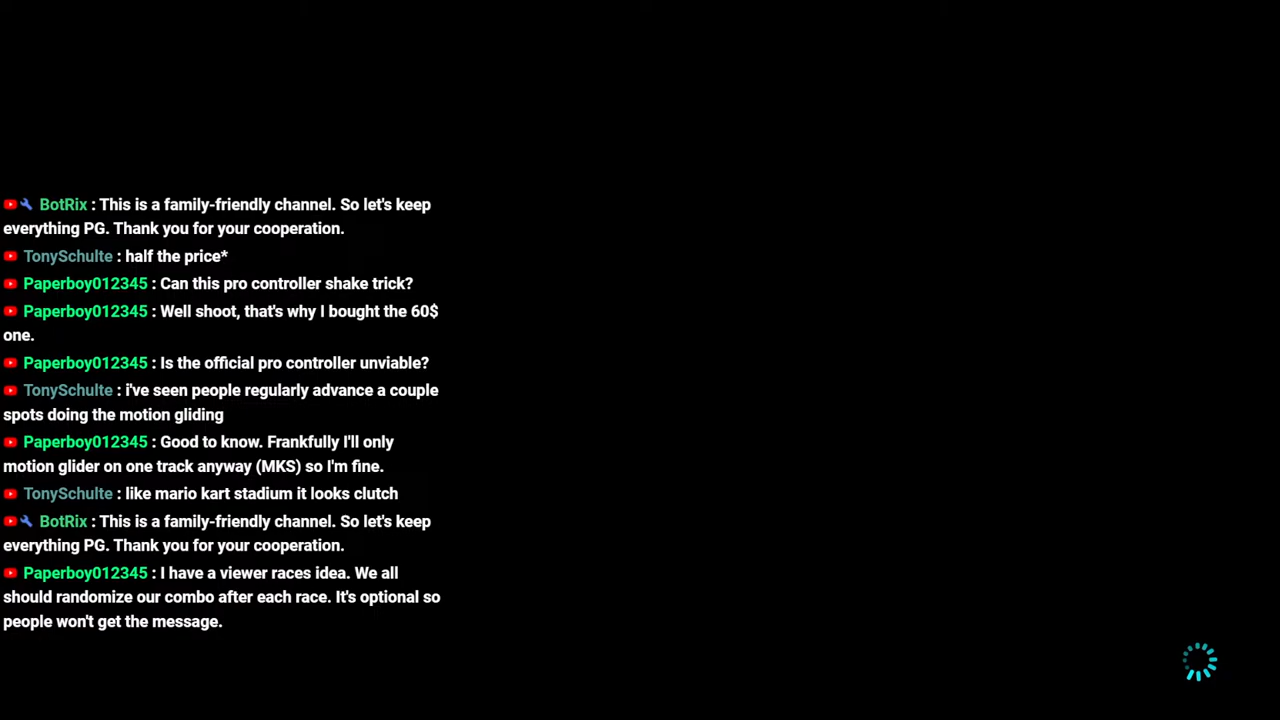 BotRix : This is a family-friendly channel. So let's keep
everything PG. Thank you for your cooperation.
TonySchulte : half the price*
Paperboy012345 : Can this pro controller shake trick?
Paperboy012345 : Well shoot, that's why I bought the 60$
one.
Paperboy012345 : Is the official pro controller unviable?
TonySchulte : i've seen people regularly advance a couple
spots doing the motion gliding
Paperboy012345 : Good to know. Frankfully I'll only
motion glider on one track anyway (MKS) so I'm fine.
TonySchulte : like mario kart stadium it looks clutch
BotRix : This is a family-friendly channel. So let's keep
everything PG. Thank you for your cooperation.
Paperboy012345 : I have a viewer races idea. We all
should randomize our combo after each race. It's optional so
people won't get the message.